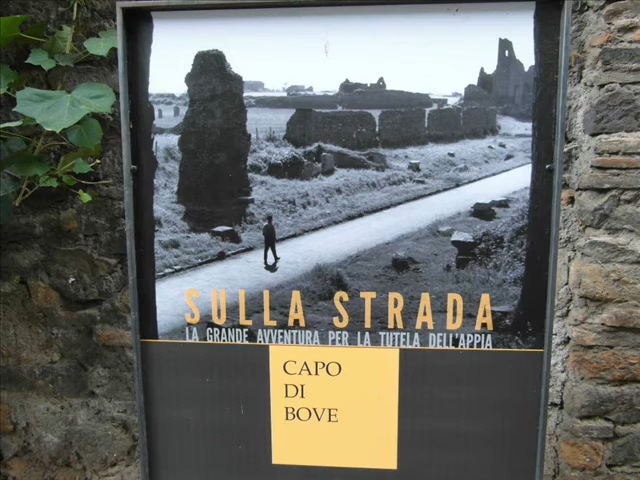 SULLA STRADA
LA GRANDE AVVENTURA PER LA TUTELA DELL'APPIA
CAPO
DI
BOVE